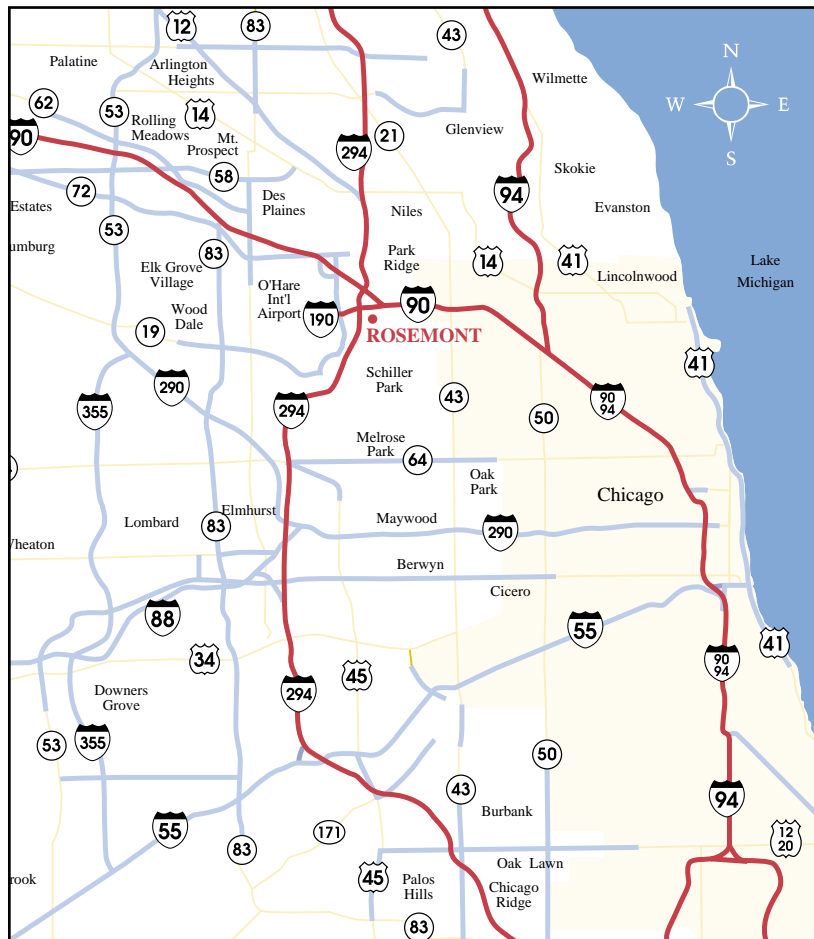 12
83
43
N
W
E
S
Palatine
Arlington
Heights
Wilmette
62
53
14
Rolling
Meadows
Mt.
Prospect
90
294
21
Glenview
58
72
Des
Plaines
94
Skokie
Estates
Niles
Evanston
53
umburg
83
Park
Ridge
14
41
Lake
Michigan
Elk Grove
Village
O'Hare
Int'l
Airport
Lincolnwood
Wood
Dale
190
90
19
ROSEMONT
41
290
Schiller
Park
355
294
43
50
90
94
Melrose
Park
64
Oak
Park
Chicago
Elmhurst
Lombard
83
Maywood
290
heaton
Berwyn
Cicero
88
55
34
45
90
94
41
Downers
Grove
294
53
355
50
43
94
Burbank
55
171
12
20
83
Oak Lawn
rook
45
Palos
Hills
Chicago
Ridge
83